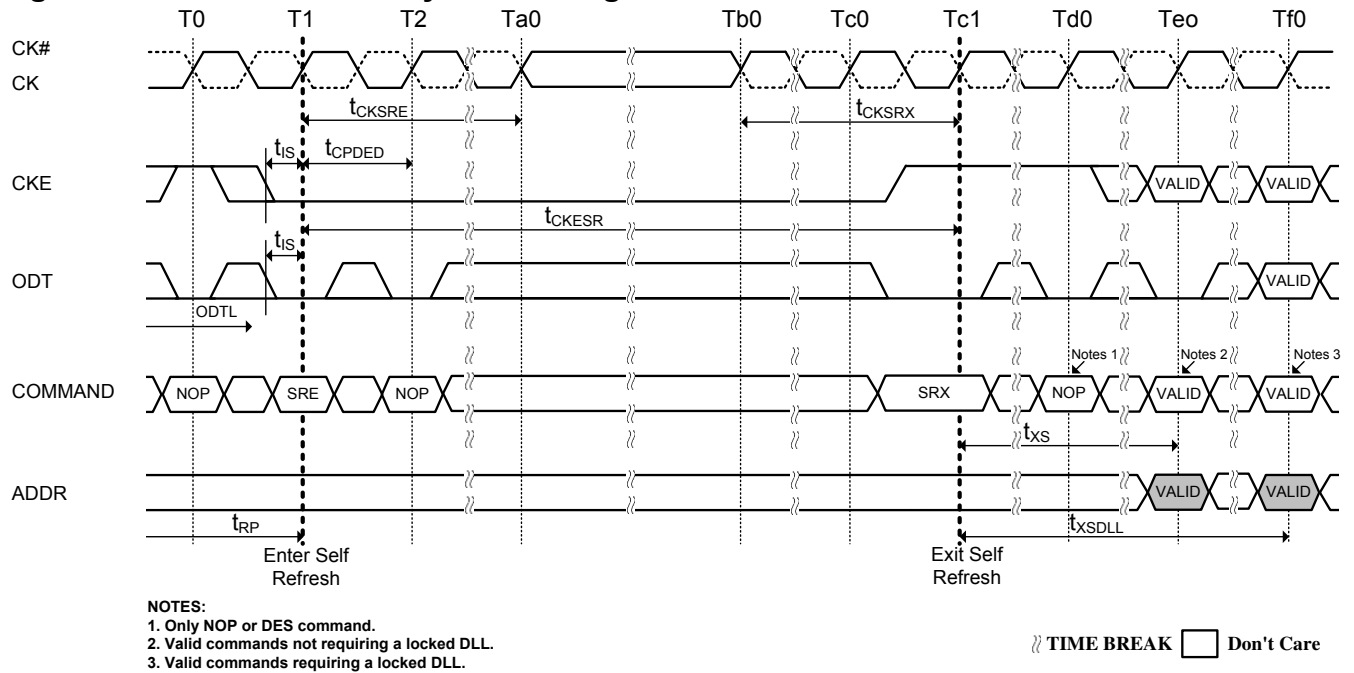 T0 T1 T2 Ta0 Tb0 Tc0 Tc1 Td0 Teo Tf0
CK#
CK
tCKSRE tCKSRX
tIS tCPDED
CKE VALID VALID
tCKESR
tIS
ODT VALID
ODTL
Notes 1 Notes 2 Notes 3
COMMAND NOP SRE NOP SRX NOP VALID VALID
tXS
ADDR VALID VALID
tRP tXSDLL
Enter Self
Refresh
Exit Self
Refresh
NOTES:
1. Only NOP or DES command.
2. Valid commands not requiring a locked DLL.
3. Valid commands requiring a locked DLL.
TIME BREAK Don't Care